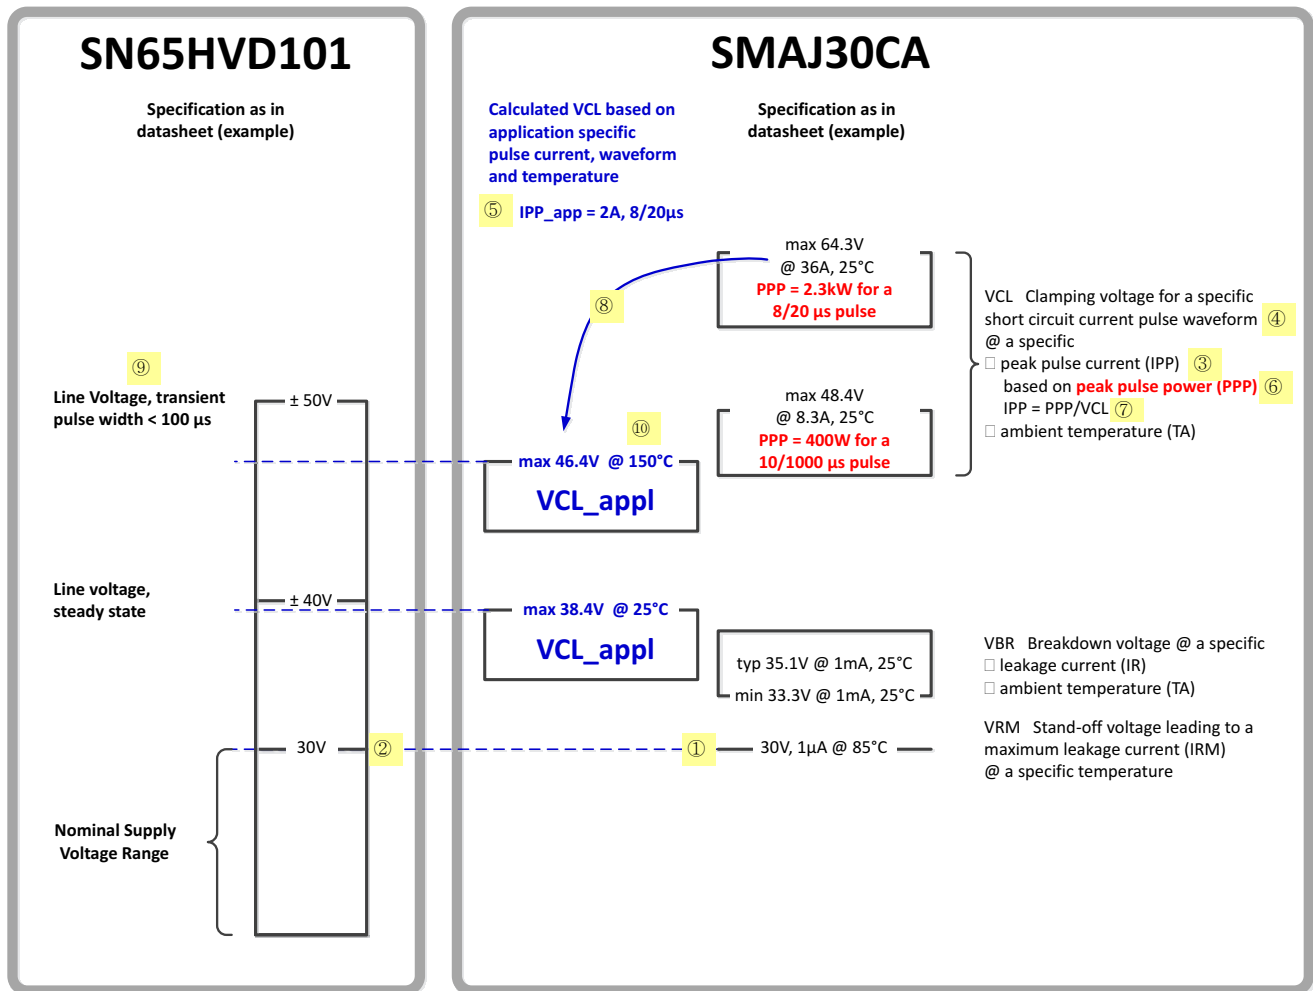 SN65HVD101
Specification as in
datasheet (example)
⑨
Line Voltage, transient
pulse width < 100 µs
± 50V
Line voltage,
steady state
± 40V
30V
②
Nominal Supply
Voltage Range
SMAJ30CA
Calculated VCL based on
application specific
pulse current, waveform
and temperature
⑤ IPP_app = 2A, 8/20µs
Specification as in
datasheet (example)
max 64.3V
@ 36A, 25°C
PPP = 2.3kW for a
8/20 µs pulse
⑧
VCL Clamping voltage for a specific
short circuit current pulse waveform ④
@ a specific
□ peak pulse current (IPP) ③
based on peak pulse power (PPP) ⑥
IPP = PPP/VCL ⑦
□ ambient temperature (TA)
max 48.4V
@ 8.3A, 25°C
PPP = 400W for a
10/1000 µs pulse
⑩
max 46.4V @ 150°C
VCL_appl
max 38.4V @ 25°C
VCL_appl
typ 35.1V @ 1mA, 25°C
min 33.3V @ 1mA, 25°C
VBR Breakdown voltage @ a specific
□ leakage current (IR)
□ ambient temperature (TA)
① 30V, 1µA @ 85°C
VRM Stand-off voltage leading to a
maximum leakage current (IRM)
@ a specific temperature